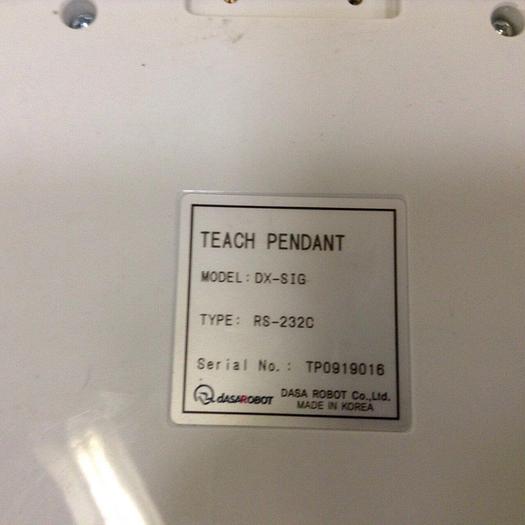 TEACH PENDANT
MODEL: DX-SIG
TYPE: RS-232C
Serial No.: TP0919016
dASAROBOT
DASA ROBOT Co.,Ltd.
MADE IN KOREA